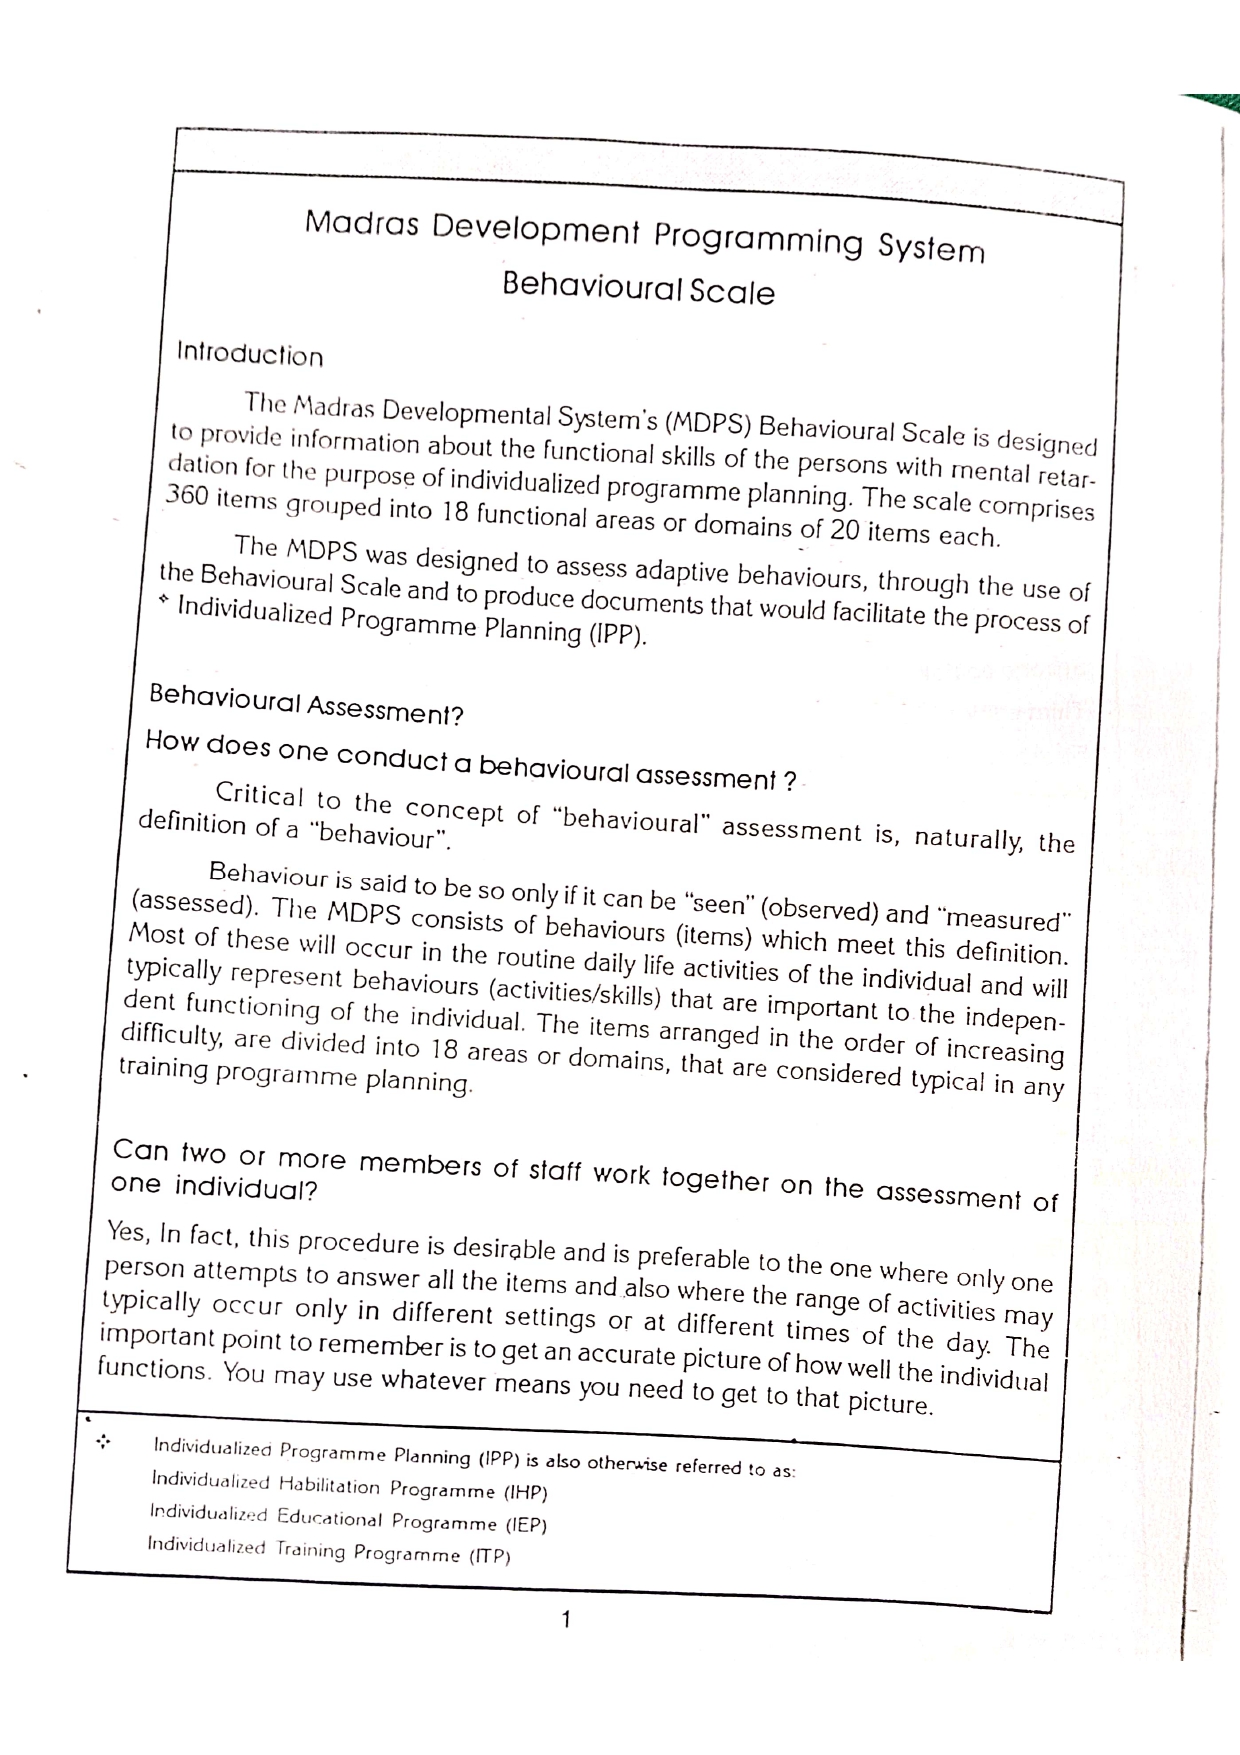 Madras Development Programming System
Behavioural Scale
Introduction
The Madras Developmental System's (MDPS) Behavioural Scale is designed
to provide information about the functional skills of the persons with mental retar-
dation for the purpose of individualized programme planning. The scale comprises
360 items grouped into 18 functional areas or domains of 20 items each.
The MDPS was designed to assess adaptive behaviours, through the use of
the Behavioural Scale and to produce documents that would facilitate the process of
❖ Individualized Programme Planning (IPP).
Behavioural Assessment?
How does one conduct a behavioural assessment ?
Critical to the concept of "behavioural" assessment is, naturally, the
definition of a "behaviour".
Behaviour is said to be so only if it can be "seen" (observed) and "measured"
(assessed). The MDPS consists of behaviours (items) which meet this definition.
Most of these will occur in the routine daily life activities of the individual and will
typically represent behaviours (activities/skills) that are important to the indepen-
dent functioning of the individual. The items arranged in the order of increasing
difficulty, are divided into 18 areas or domains, that are considered typical in any
training programme planning.
Can two or more members of staff work together on the assessment of
one individual?
Yes, In fact, this procedure is desirable and is preferable to the one where only one
person attempts to answer all the items and also where the range of activities may
typically occur only in different settings or at different times of the day. The
important point to remember is to get an accurate picture of how well the individual
functions. You may use whatever means you need to get to that picture.
❖ Individualized Programme Planning (IPP) is also otherwise referred to as:
Individualized Habilitation Programme (IHP)
Individualized Educational Programme (IEP)
Individualized Training Programme (ITP)
1